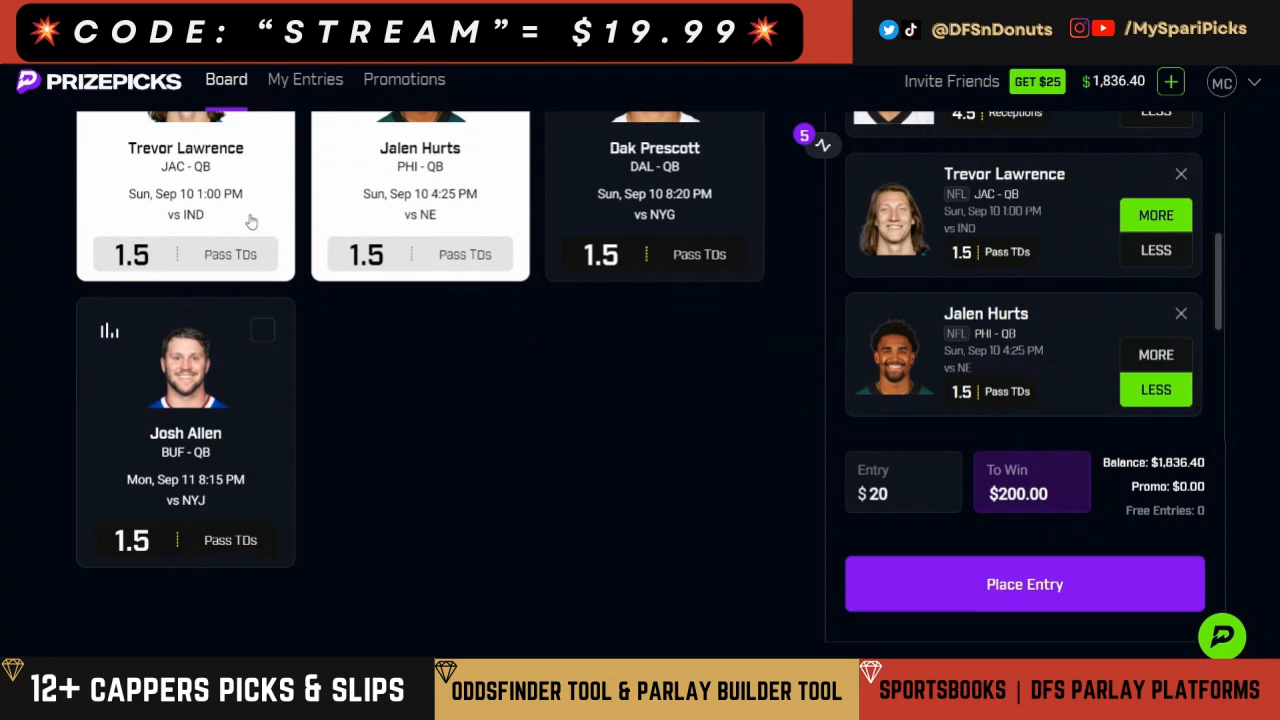 CODE: "STREAM"= $19.99
@DFSnDonuts
/MySpariPicks
PRIZEPICKS
Board
My Entries
Promotions
Invite Friends
GET $25
$ 1,836.40
+
MC
Trevor Lawrence
JAC - QB
Sun, Sep 10 1:00 PM
vs IND
1.5
Pass TDs
Jalen Hurts
PHI - QB
Sun, Sep 10 4:25 PM
vs NE
1.5
Pass TDs
Dak Prescott
DAL - QB
Sun, Sep 10 8:20 PM
vs NYG
1.5
Pass TDs
Josh Allen
BUF - QB
Mon, Sep 11 8:15 PM
vs NYJ
1.5
Pass TDs
5
4.5 Receptions
LESS
Trevor Lawrence
NFL JAC - QB
Sun, Sep 10 1:00 PM
vs IND
1.5 Pass TDs
MORE
LESS
Jalen Hurts
NFL PHI - QB
Sun, Sep 10 4:25 PM
vs NE
1.5 Pass TDs
MORE
LESS
Entry
$ 20
To Win
$200.00
Balance: $1,836.40
Promo: $0.00
Free Entries: 0
Place Entry
12+ CAPPERS PICKS & SLIPS
ODDSFINDER TOOL & PARLAY BUILDER TOOL
SPORTSBOOKS | DFS PARLAY PLATFORMS